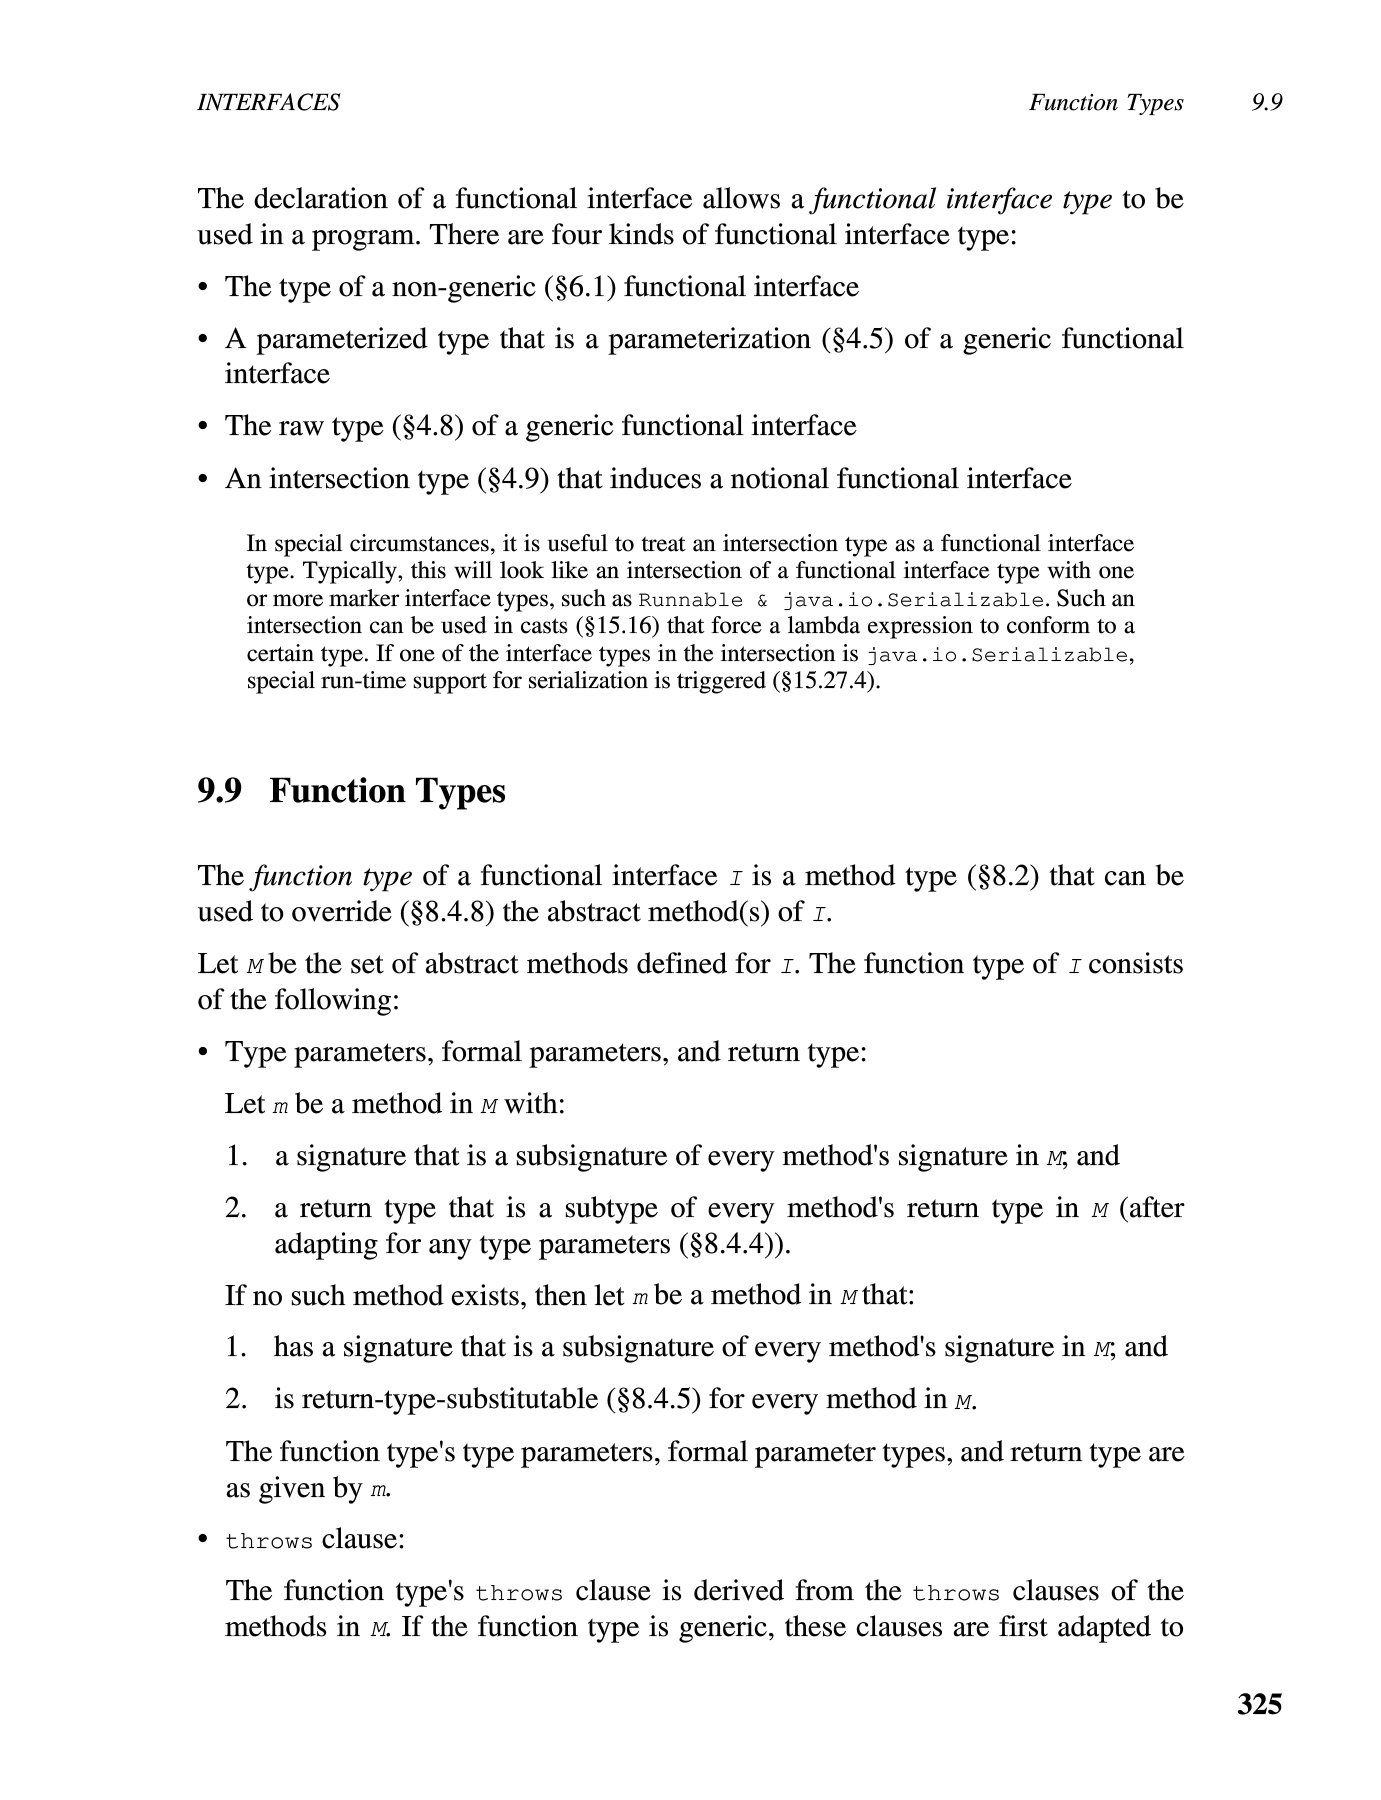 INTERFACES Function Types 9.9
The declaration of a functional interface allows a functional interface type to be
used in a program. There are four kinds of functional interface type:
• The type of a non-generic (§6.1) functional interface
• A parameterized type that is a parameterization (§4.5) of a generic functional
interface
• The raw type (§4.8) of a generic functional interface
• An intersection type (§4.9) that induces a notional functional interface
In special circumstances, it is useful to treat an intersection type as a functional interface
type. Typically, this will look like an intersection of a functional interface type with one
or more marker interface types, such as Runnable & java.io.Serializable. Such an
intersection can be used in casts (§15.16) that force a lambda expression to conform to a
certain type. If one of the interface types in the intersection is java.io.Serializable,
special run-time support for serialization is triggered (§15.27.4).
9.9 Function Types
The function type of a functional interface I is a method type (§8.2) that can be
used to override (§8.4.8) the abstract method(s) of I.
Let M be the set of abstract methods defined for I. The function type of I consists
of the following:
• Type parameters, formal parameters, and return type:
Let m be a method in M with:
1. a signature that is a subsignature of every method's signature in M; and
2. a return type that is a subtype of every method's return type in M (after
adapting for any type parameters (§8.4.4)).
If no such method exists, then let m be a method in M that:
1. has a signature that is a subsignature of every method's signature in M; and
2. is return-type-substitutable (§8.4.5) for every method in M.
The function type's type parameters, formal parameter types, and return type are
as given by m.
• throws clause:
The function type's throws clause is derived from the throws clauses of the
methods in M. If the function type is generic, these clauses are first adapted to
325